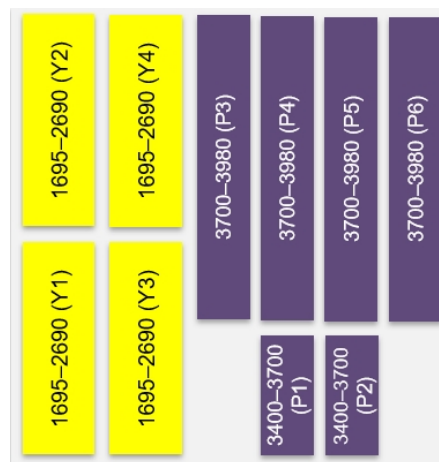 1695–2690 (Y2)
1695–2690 (Y4)
3700–3980 (P3)
3700–3980 (P4)
3700–3980 (P5)
3700–3980 (P6)
1695–2690 (Y1)
1695–2690 (Y3)
3400–3700
(P1)
3400–3700
(P2)